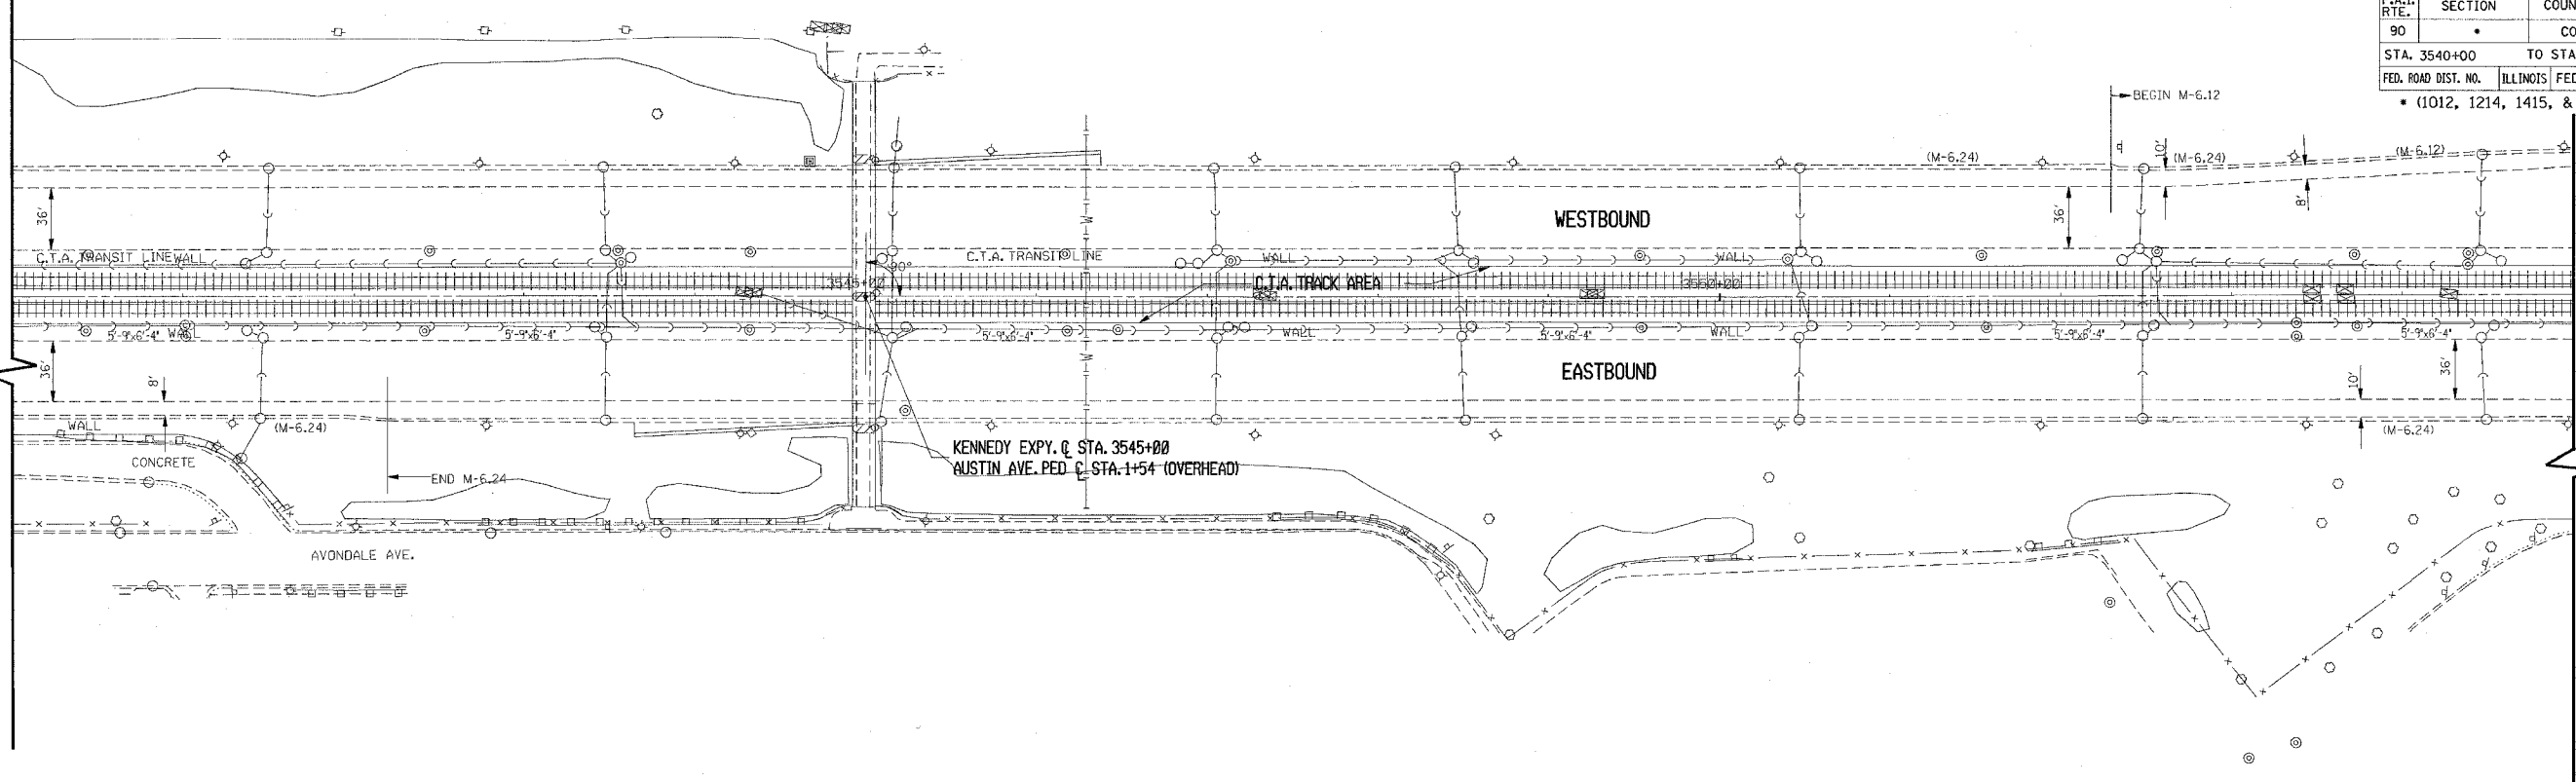 F.A.I. RTE. SECTION COUN
90 * CO
STA. 3540+00 TO STA
FED. ROAD DIST. NO. ILLINOIS FED
* (1012, 1214, 1415, &
BEGIN M-6.12
(M-6.24) 10' (M-6.24) (M-6.12)
36' WESTBOUND 36' 8'
C.T.A. TRANSIT LINE WALL C.T.A. TRANSIT LINE WALL WALL
90°
3545+00 C.T.A. TRACK AREA 3550+00
5'-9"x6'-4" WALL 5'-9"x6'-4" 5'-9"x6'-4" WALL 5'-9"x6'-4" WALL 5'-9"x6'-4" 5'-9"x6'-4"
36' 8' EASTBOUND 10' 36'
WALL (M-6.24) (M-6.24)
KENNEDY EXPY. ℄ STA. 3545+00
AUSTIN AVE. PED ℄ STA. 1+54 (OVERHEAD)
CONCRETE
END M-6.24
AVONDALE AVE.